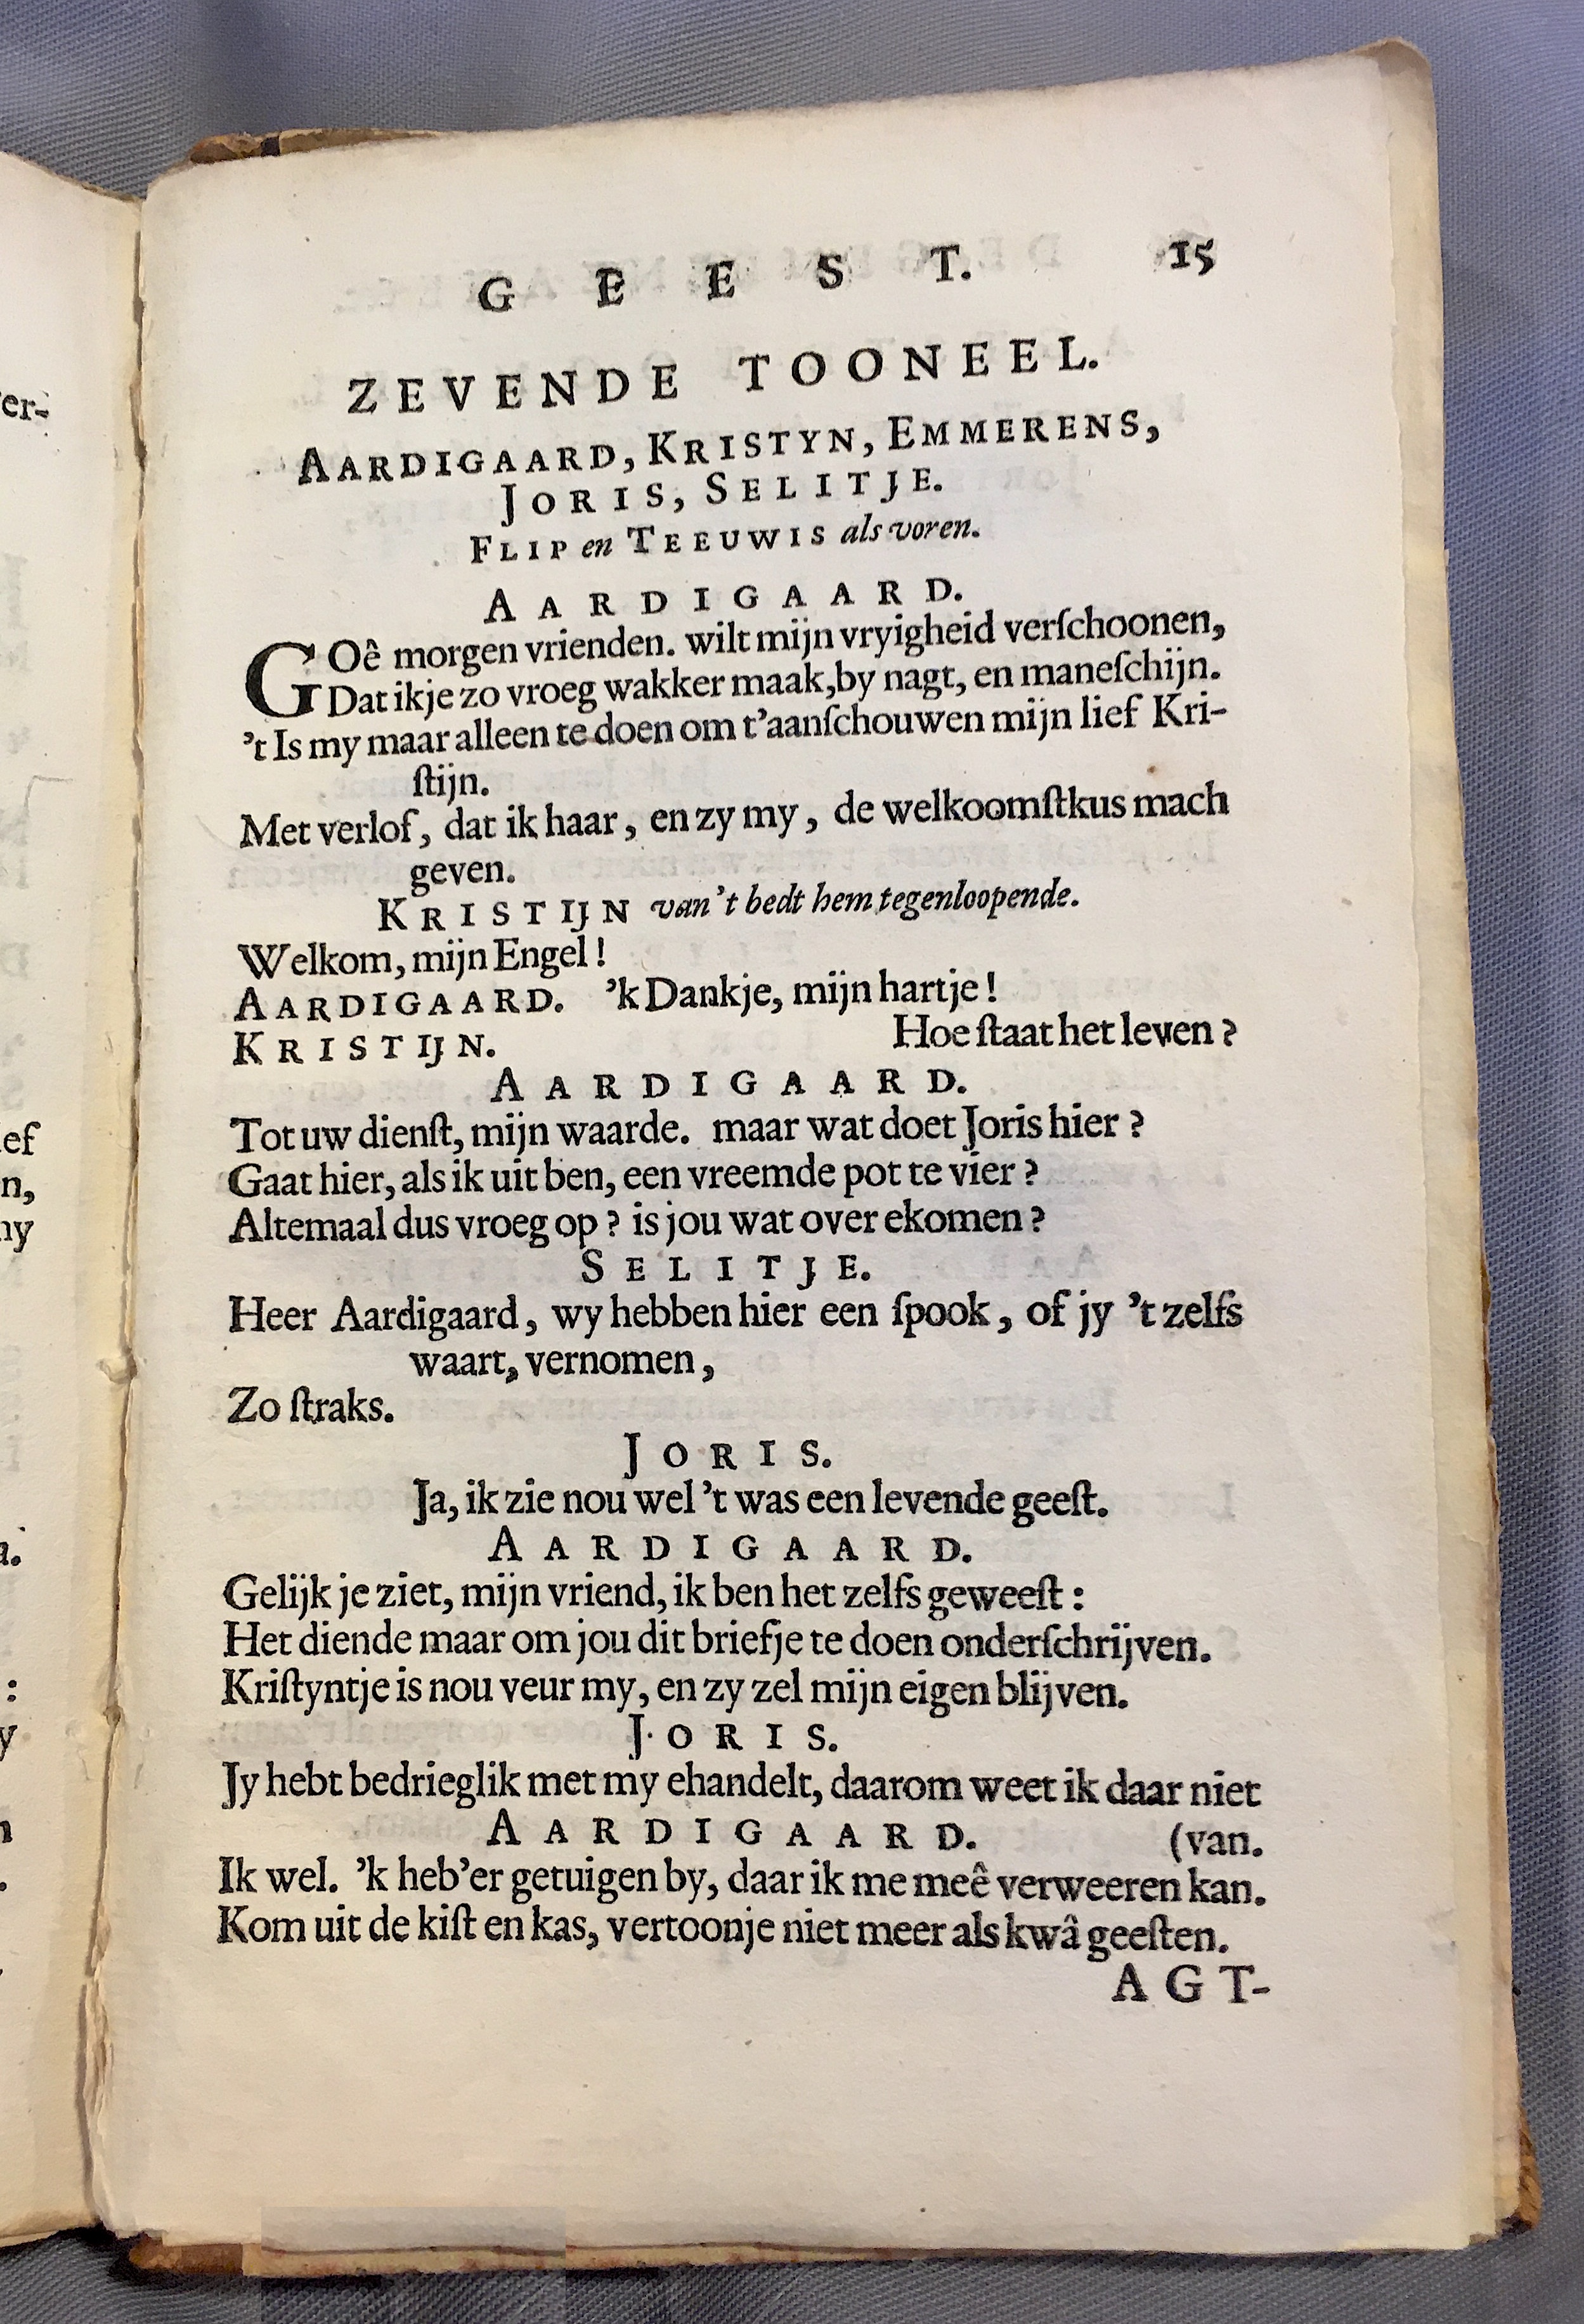 G E E S T. 15
ZEVENDE TOONEEL.
AARDIGAARD, KRISTYN, EMMERENS,
JORIS, SELITJE.
FLIP en TEEUWIS als voren.
AARDIGAARD.
GOê morgen vrienden. wilt mijn vryigheid verſchoonen,
Dat ik je zo vroeg wakker maak, by nagt, en maneſchijn.
't Is my maar alleen te doen om t'aanſchouwen mijn lief Kri-
ſtijn.
Met verlof, dat ik haar, en zy my, de welkoomſtkus mach
geven.
KRISTIJN van't bedt hem tegenloopende.
Welkom, mijn Engel!
AARDIGAARD. 'k Dankje, mijn hartje!
KRISTIJN. Hoe ſtaat het leven?
AARDIGAARD.
Tot uw dienſt, mijn waarde. maar wat doet Joris hier?
Gaat hier, als ik uit ben, een vreemde pot te vier?
Altemaal dus vroeg op? is jou wat over ekomen?
SELITJE.
Heer Aardigaard, wy hebben hier een ſpook, of jy 't zelfs
waart, vernomen,
Zo ſtraks.
JORIS.
Ja, ik zie nou wel 't was een levende geeſt.
AARDIGAARD.
Gelijk je ziet, mijn vriend, ik ben het zelfs geweeſt:
Het diende maar om jou dit briefje te doen onderſchrijven.
Kriſtyntje is nou veur my, en zy zel mijn eigen blijven.
JORIS.
Jy hebt bedrieglik met my ehandelt, daarom weet ik daar niet
AARDIGAARD. (van.
Ik wel. 'k heb'er getuigen by, daar ik me meê verweeren kan.
Kom uit de kiſt en kas, vertoonje niet meer als kwâ geeſten.
AGT-
er-
ef
n,
ny
a.
:
y
n
.